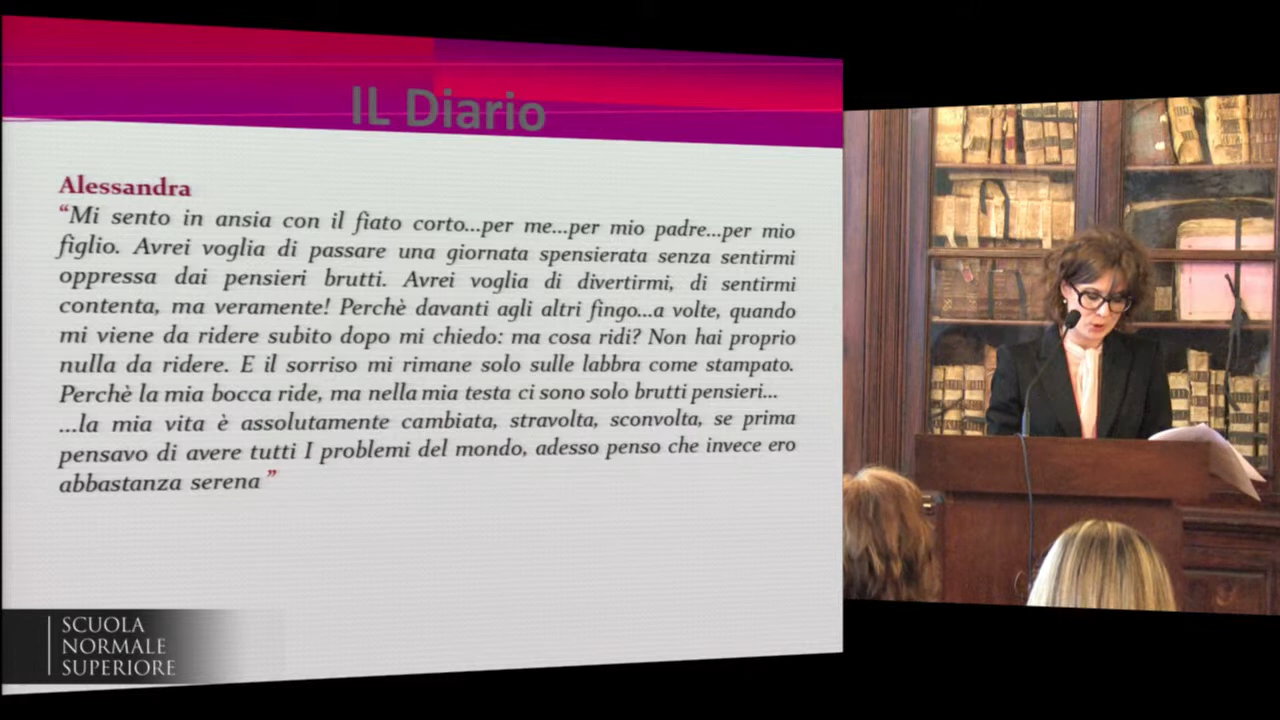 IL Diario
Alessandra
“Mi sento in ansia con il fiato corto...per me...per mio padre...per mio
figlio. Avrei voglia di passare una giornata spensierata senza sentirmi
oppressa dai pensieri brutti. Avrei voglia di divertirmi, di sentirmi
contenta, ma veramente! Perchè davanti agli altri fingo...a volte, quando
mi viene da ridere subito dopo mi chiedo: ma cosa ridi? Non hai proprio
nulla da ridere. E il sorriso mi rimane solo sulle labbra come stampato.
Perchè la mia bocca ride, ma nella mia testa ci sono solo brutti pensieri...
...la mia vita è assolutamente cambiata, stravolta, sconvolta, se prima
pensavo di avere tutti I problemi del mondo, adesso penso che invece ero
abbastanza serena ”
SCUOLA
NORMALE
SUPERIORE